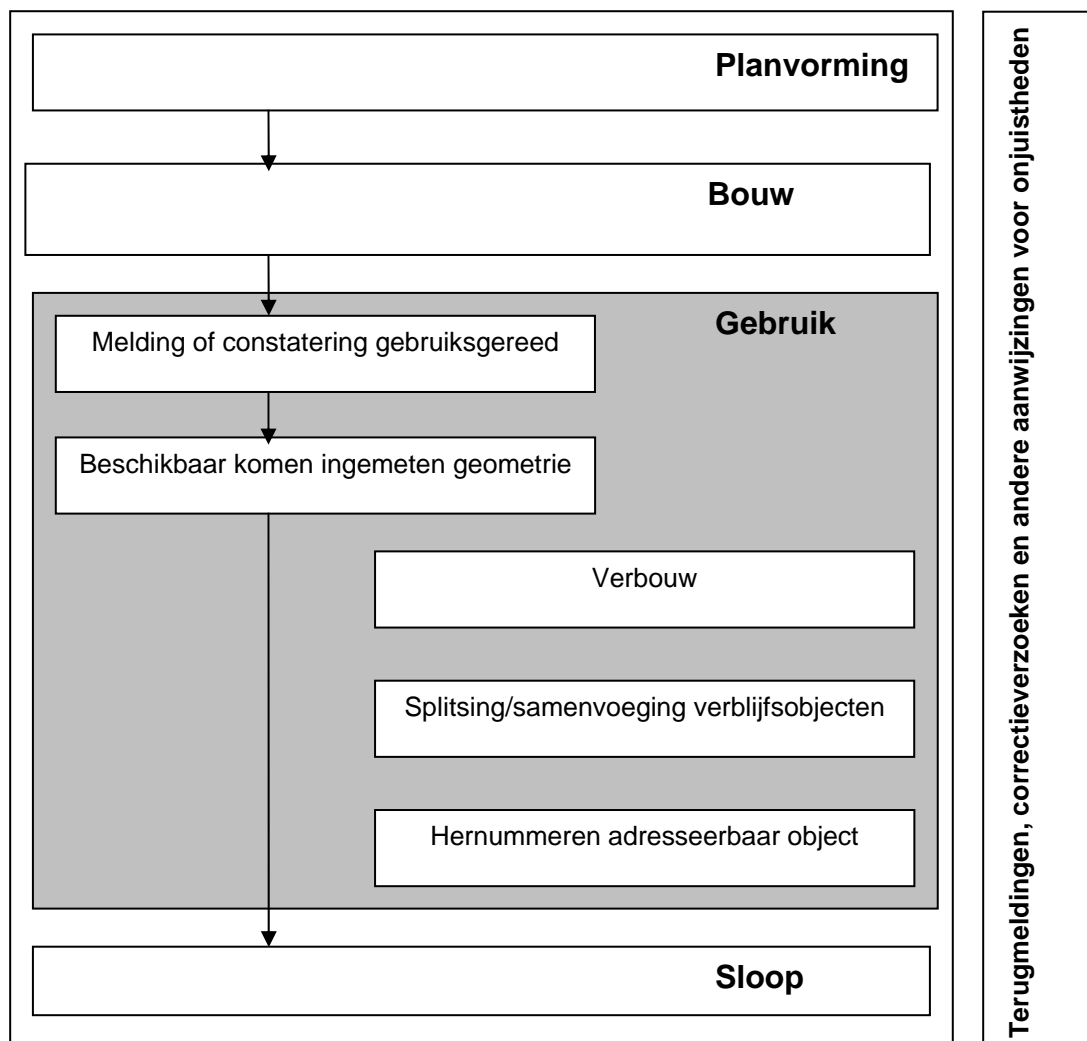 Planvorming
Bouw
Gebruik
Melding of constatering gebruiksgereed
Beschikbaar komen ingemeten geometrie
Verbouw
Splitsing/samenvoeging verblijfsobjecten
Hernummeren adresseerbaar object
Sloop
Terugmeldingen, correctieverzoeken en andere aanwijzingen voor onjuistheden